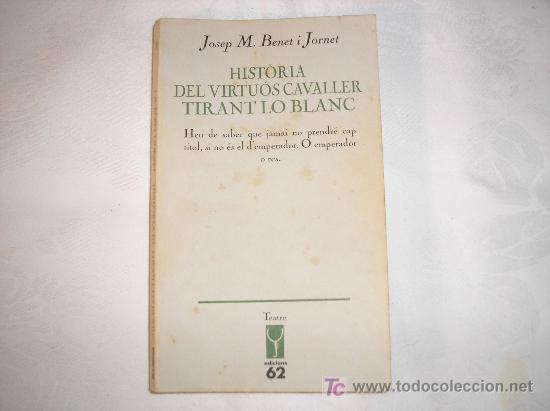 Josep M. Benet i Jornet
HISTÒRIA
DEL VIRTUÓS CAVALLER
TIRANT LO BLANC
Heu de saber que jamai no prendré cap
títol, si no és el d'emperador. O emperador
o res.
Teatre
edicions
62
TC www.todocoleccion.net